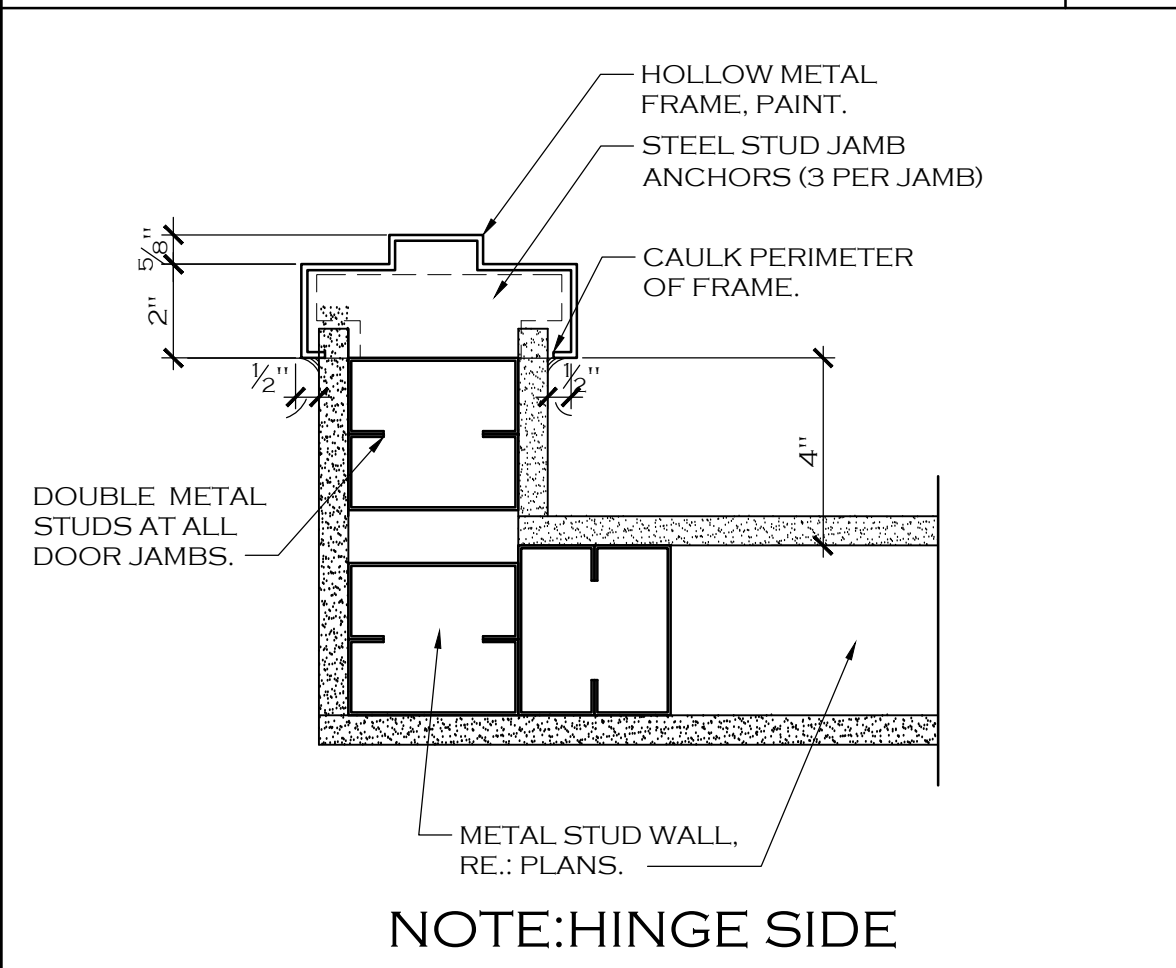 HOLLOW METAL
FRAME, PAINT.
STEEL STUD JAMB
ANCHORS (3 PER JAMB)
CAULK PERIMETER
OF FRAME.
5/8"
2"
1/2"
1/2"
4"
DOUBLE METAL
STUDS AT ALL
DOOR JAMBS.
METAL STUD WALL,
RE.: PLANS.
NOTE:HINGE SIDE